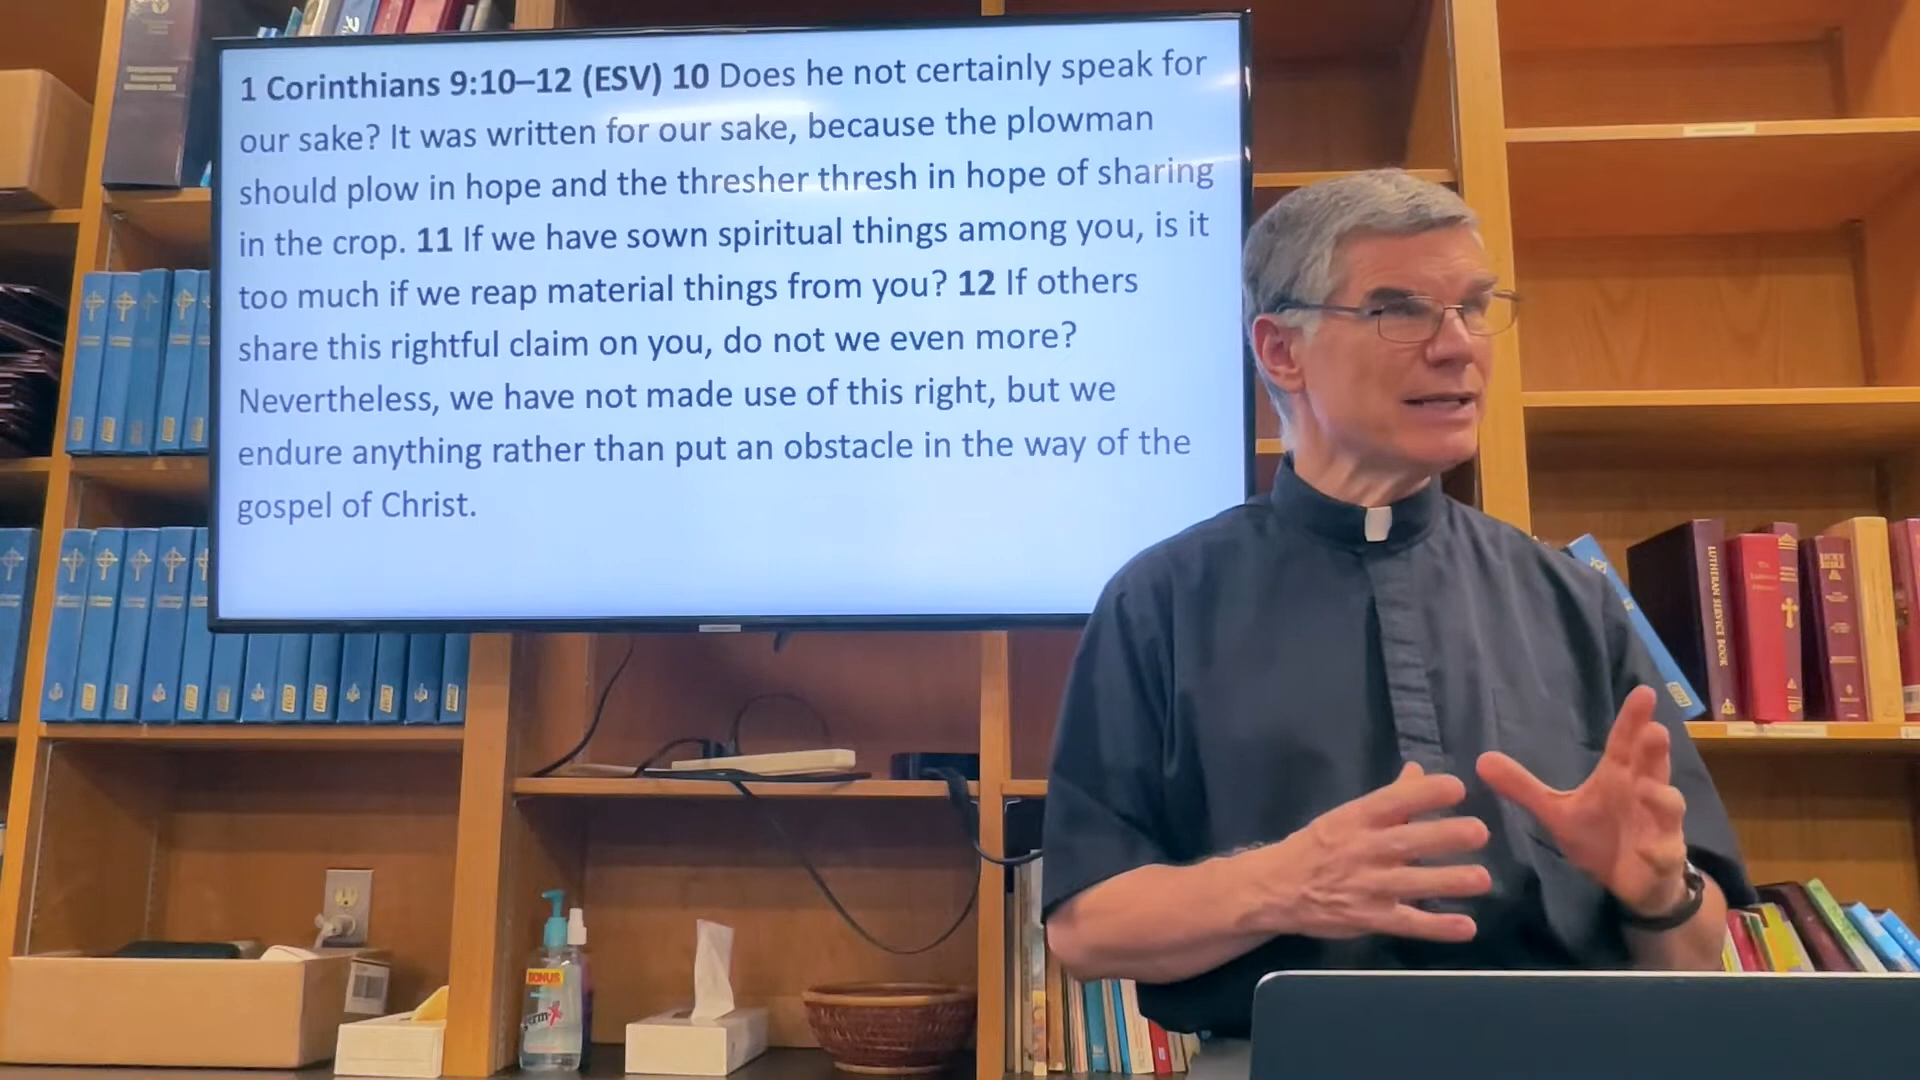 1 Corinthians 9:10–12 (ESV) 10 Does he not certainly speak for
our sake? It was written for our sake, because the plowman
should plow in hope and the thresher thresh in hope of sharing
in the crop. 11 If we have sown spiritual things among you, is it
too much if we reap material things from you? 12 If others
share this rightful claim on you, do not we even more?
Nevertheless, we have not made use of this right, but we
endure anything rather than put an obstacle in the way of the
gospel of Christ.
LUTHERAN SERVICE BOOK
HOLY BIBLE
BONUS